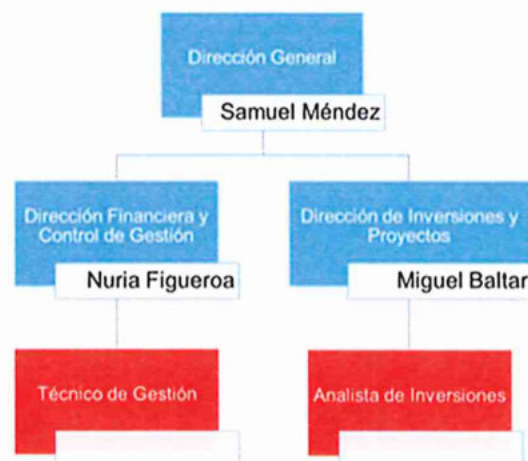 Dirección General
Samuel Méndez
Dirección Financiera y
Control de Gestión
Nuria Figueroa
Dirección de Inversiones y
Proyectos
Miguel Baltar
Técnico de Gestión
Analista de Inversiones